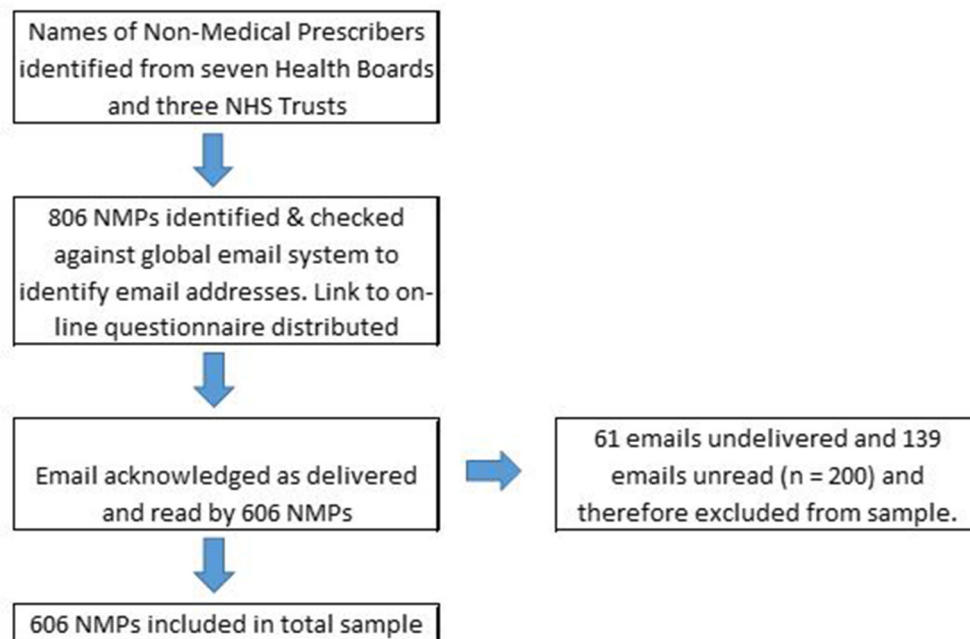 Names of Non-Medical Prescribers
identified from seven Health Boards
and three NHS Trusts
806 NMPs identified & checked
against global email system to
identify email addresses. Link to on-
line questionnaire distributed
Email acknowledged as delivered
and read by 606 NMPs
61 emails undelivered and 139
emails unread (n = 200) and
therefore excluded from sample.
606 NMPs included in total sample